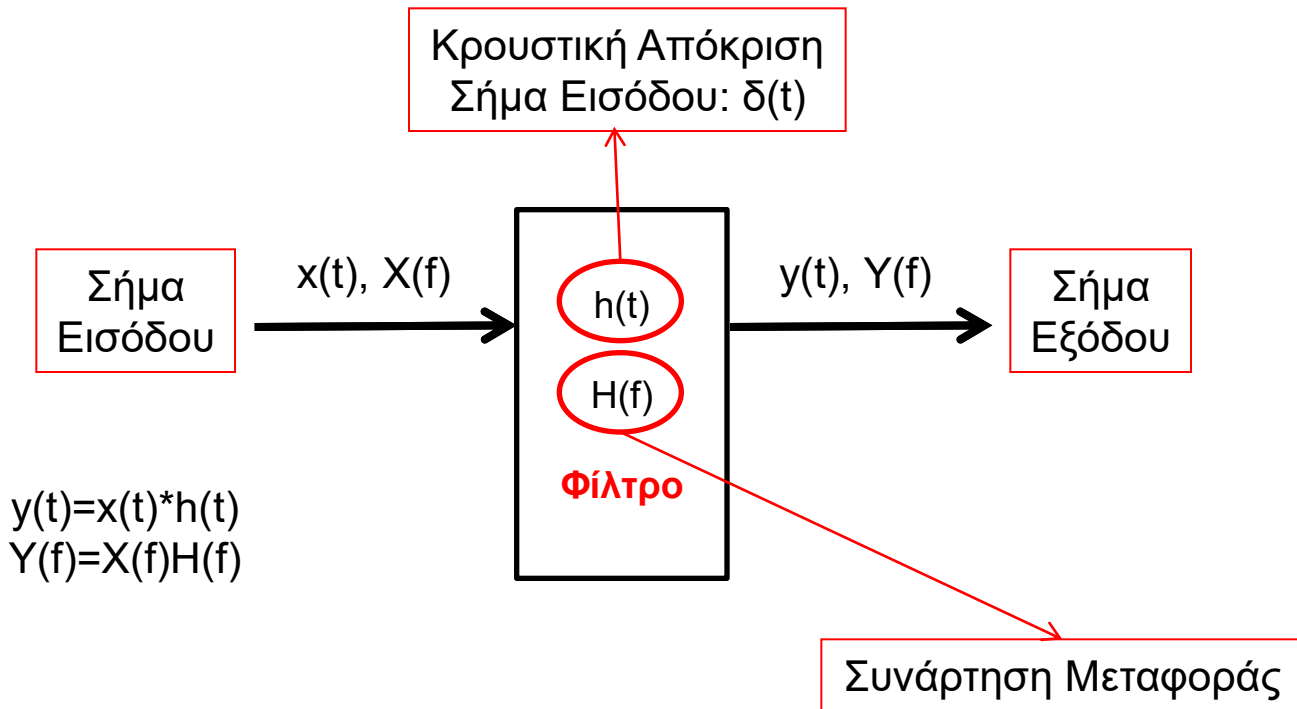 Κρουστική Απόκριση
Σήμα Εισόδου: δ(t)
Σήμα
Εισόδου
x(t), X(f)
h(t)
H(f)
Φίλτρο
y(t), Y(f)
Σήμα
Εξόδου
y(t)=x(t)*h(t)
Y(f)=X(f)H(f)
Συνάρτηση Μεταφοράς